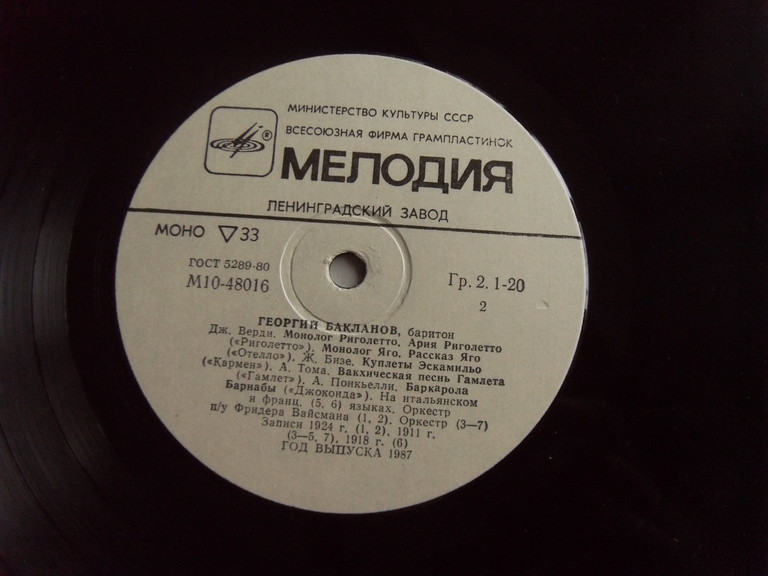 МИНИСТЕРСТВО КУЛЬТУРЫ СССР
ВСЕСОЮЗНАЯ ФИРМА ГРАМПЛАСТИНОК
®
МЕЛОДИЯ
ЛЕНИНГРАДСКИЙ ЗАВОД
МОНО ▽33
ГОСТ 5289-80
М10-48016
Гр. 2. 1-20
2
ГЕОРГИЙ БАКЛАНОВ, баритон
Дж. Верди. Монолог Риголетто, Ария Риголетто
(«Риголетто»). Монолог Яго, Рассказ Яго
(«Отелло»). Ж. Бизе. Куплеты Эскамильо
(«Кармен»). А. Тома. Вакхическая песнь Гамлета
(«Гамлет»). А. Понкьелли. Баркарола
Барнабы («Джоконда»). На итальянском
и франц. (5, 6) языках. Оркестр
п/у Фридера Вайсмана (1, 2). Оркестр (3—7)
Записи 1924 г. (1, 2), 1911 г.
(3—5, 7), 1918 г. (6)
ГОД ВЫПУСКА 1987